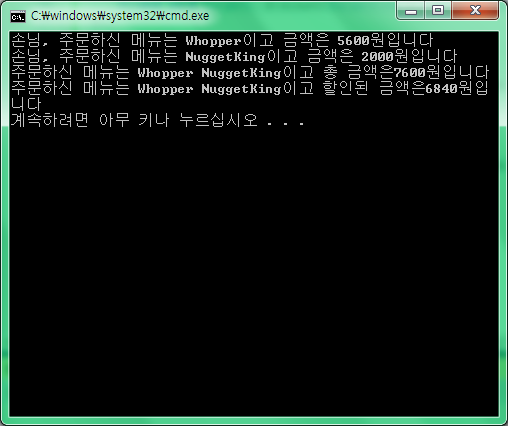 C:₩windows₩system32₩cmd.exe
손님, 주문하신 메뉴는 Whopper이고 금액은 5600원입니다
손님, 주문하신 메뉴는 NuggetKing이고 금액은 2000원입니다
주문하신 메뉴는 Whopper NuggetKing이고 총 금액은7600원입니다
주문하신 메뉴는 Whopper NuggetKing이고 할인된 금액은6840원입
니다
계속하려면 아무 키나 누르십시오 . . .